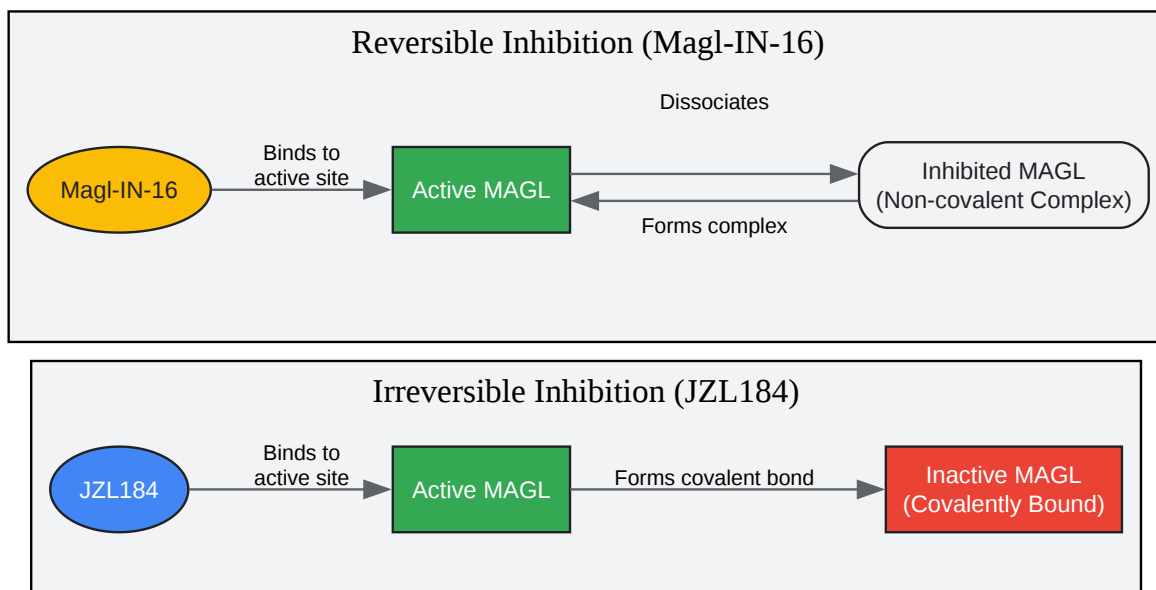 Reversible Inhibition (Magl-IN-16)
Dissociates
Magl-IN-16
Binds to
active site
Active MAGL
Inhibited MAGL
(Non-covalent Complex)
Forms complex
Irreversible Inhibition (JZL184)
JZL184
Binds to
active site
Active MAGL
Forms covalent bond
Inactive MAGL
(Covalently Bound)